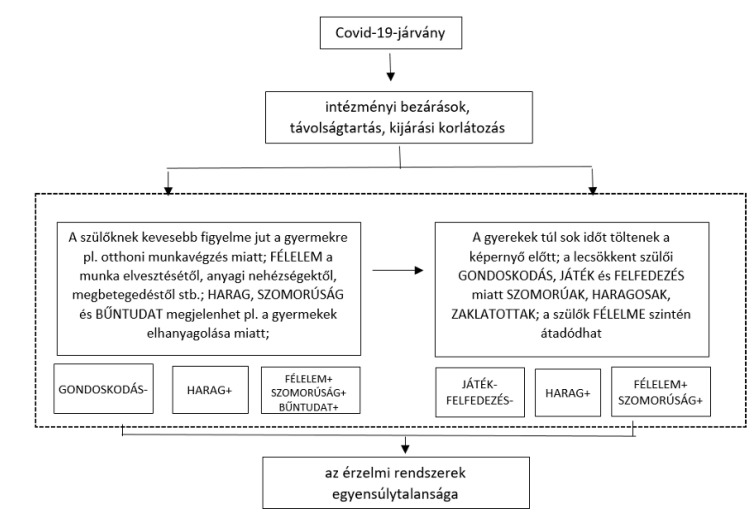 Covid-19-járvány
intézményi bezárások,
távolságtartás, kijárási korlátozás
A szülőknek kevesebb figyelme jut a gyermekre
pl. otthoni munkavégzés miatt; FÉLELEM a
munka elvesztésétől, anyagi nehézségektől,
megbetegedéstől stb.; HARAG, SZOMORÚSÁG
és BŰNTUDAT megjelenhet pl. a gyermekek
elhanyagolása miatt;
A gyerekek túl sok időt töltenek a
képernyő előtt; a lecsökkent szülői
GONDOSKODÁS, JÁTÉK és FELFEDEZÉS
miatt SZOMORÚAK, HARAGOSAK,
ZAKLATOTTAK; a szülők FÉLELME szintén
átadódhat
GONDOSKODÁS-
HARAG+
FÉLELEM+
SZOMORÚSÁG+
BŰNTUDAT+
JÁTÉK-
FELFEDEZÉS-
HARAG+
FÉLELEM+
SZOMORÚSÁG+
az érzelmi rendszerek
egyensúlytalansága